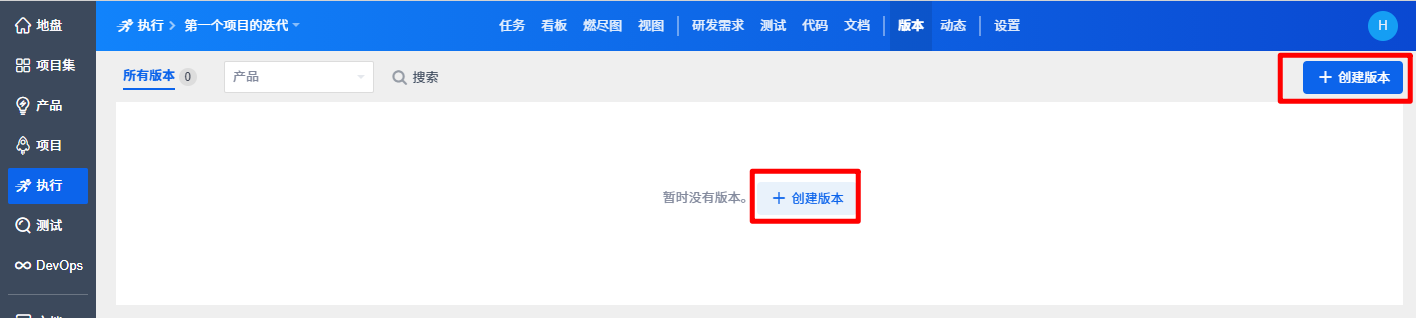 地盘
项目集
产品
项目
执行
测试
DevOps
执行 第一个项目的迭代
任务 看板 燃尽图 视图 研发需求 测试 代码 文档 版本 动态 设置
H
所有版本 0 产品 搜索
创建版本
暂时没有版本。 创建版本